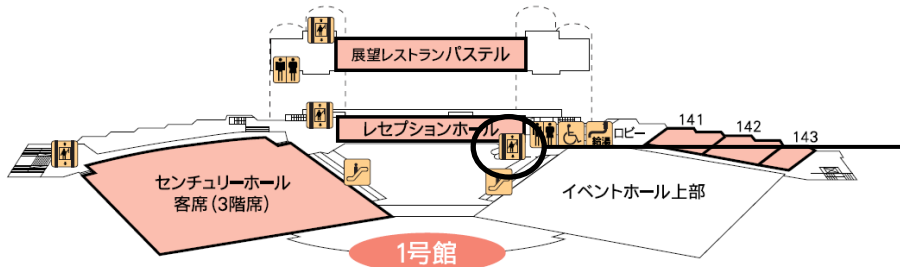 展望レストランパステル
レセプションホール
給湯
ロビー
141
142
143
センチュリーホール
客席(3階席)
イベントホール上部
1号館